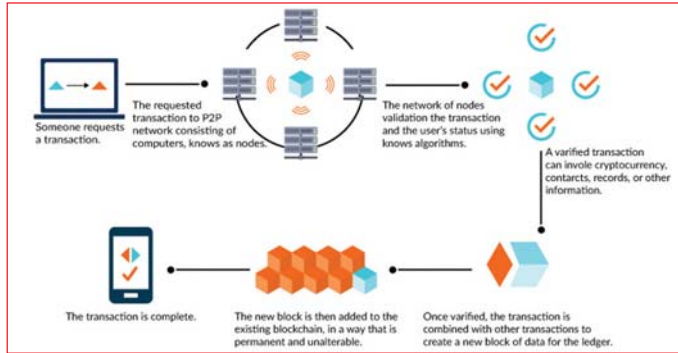 Someone requests
a transaction.
The requested
transaction to P2P
network consisting of
computers, knows as nodes.
The network of nodes
validation the transaction
and the user's status using
knows algorithms.
A varified transaction
can invole cryptocurrency,
contarcts, records, or other
information.
Once varified, the transaction is
combined with other transactions to
create a new block of data for the ledger.
The new block is then added to the
existing blockchain, in a way that is
permanent and unalterable.
The transaction is complete.